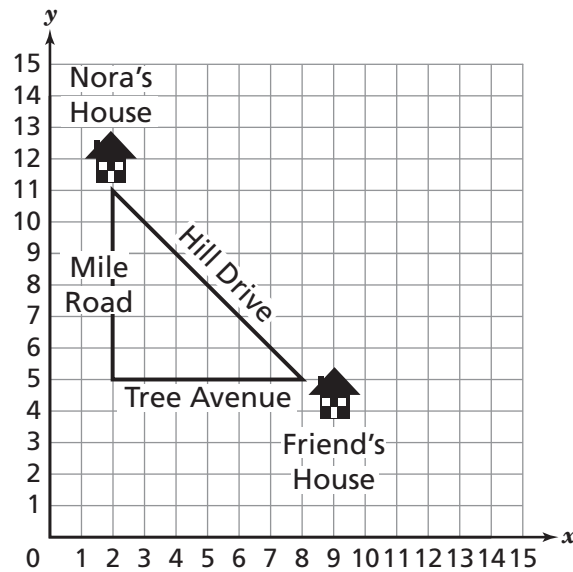 y
15
Nora's
14
House
13
12
11
10
9
Hill Drive
8
Mile
7
Road
6
5
Tree Avenue
4
3
Friend's
2
House
1
x
0 1 2 3 4 5 6 7 8 9 10 11 12 13 14 15